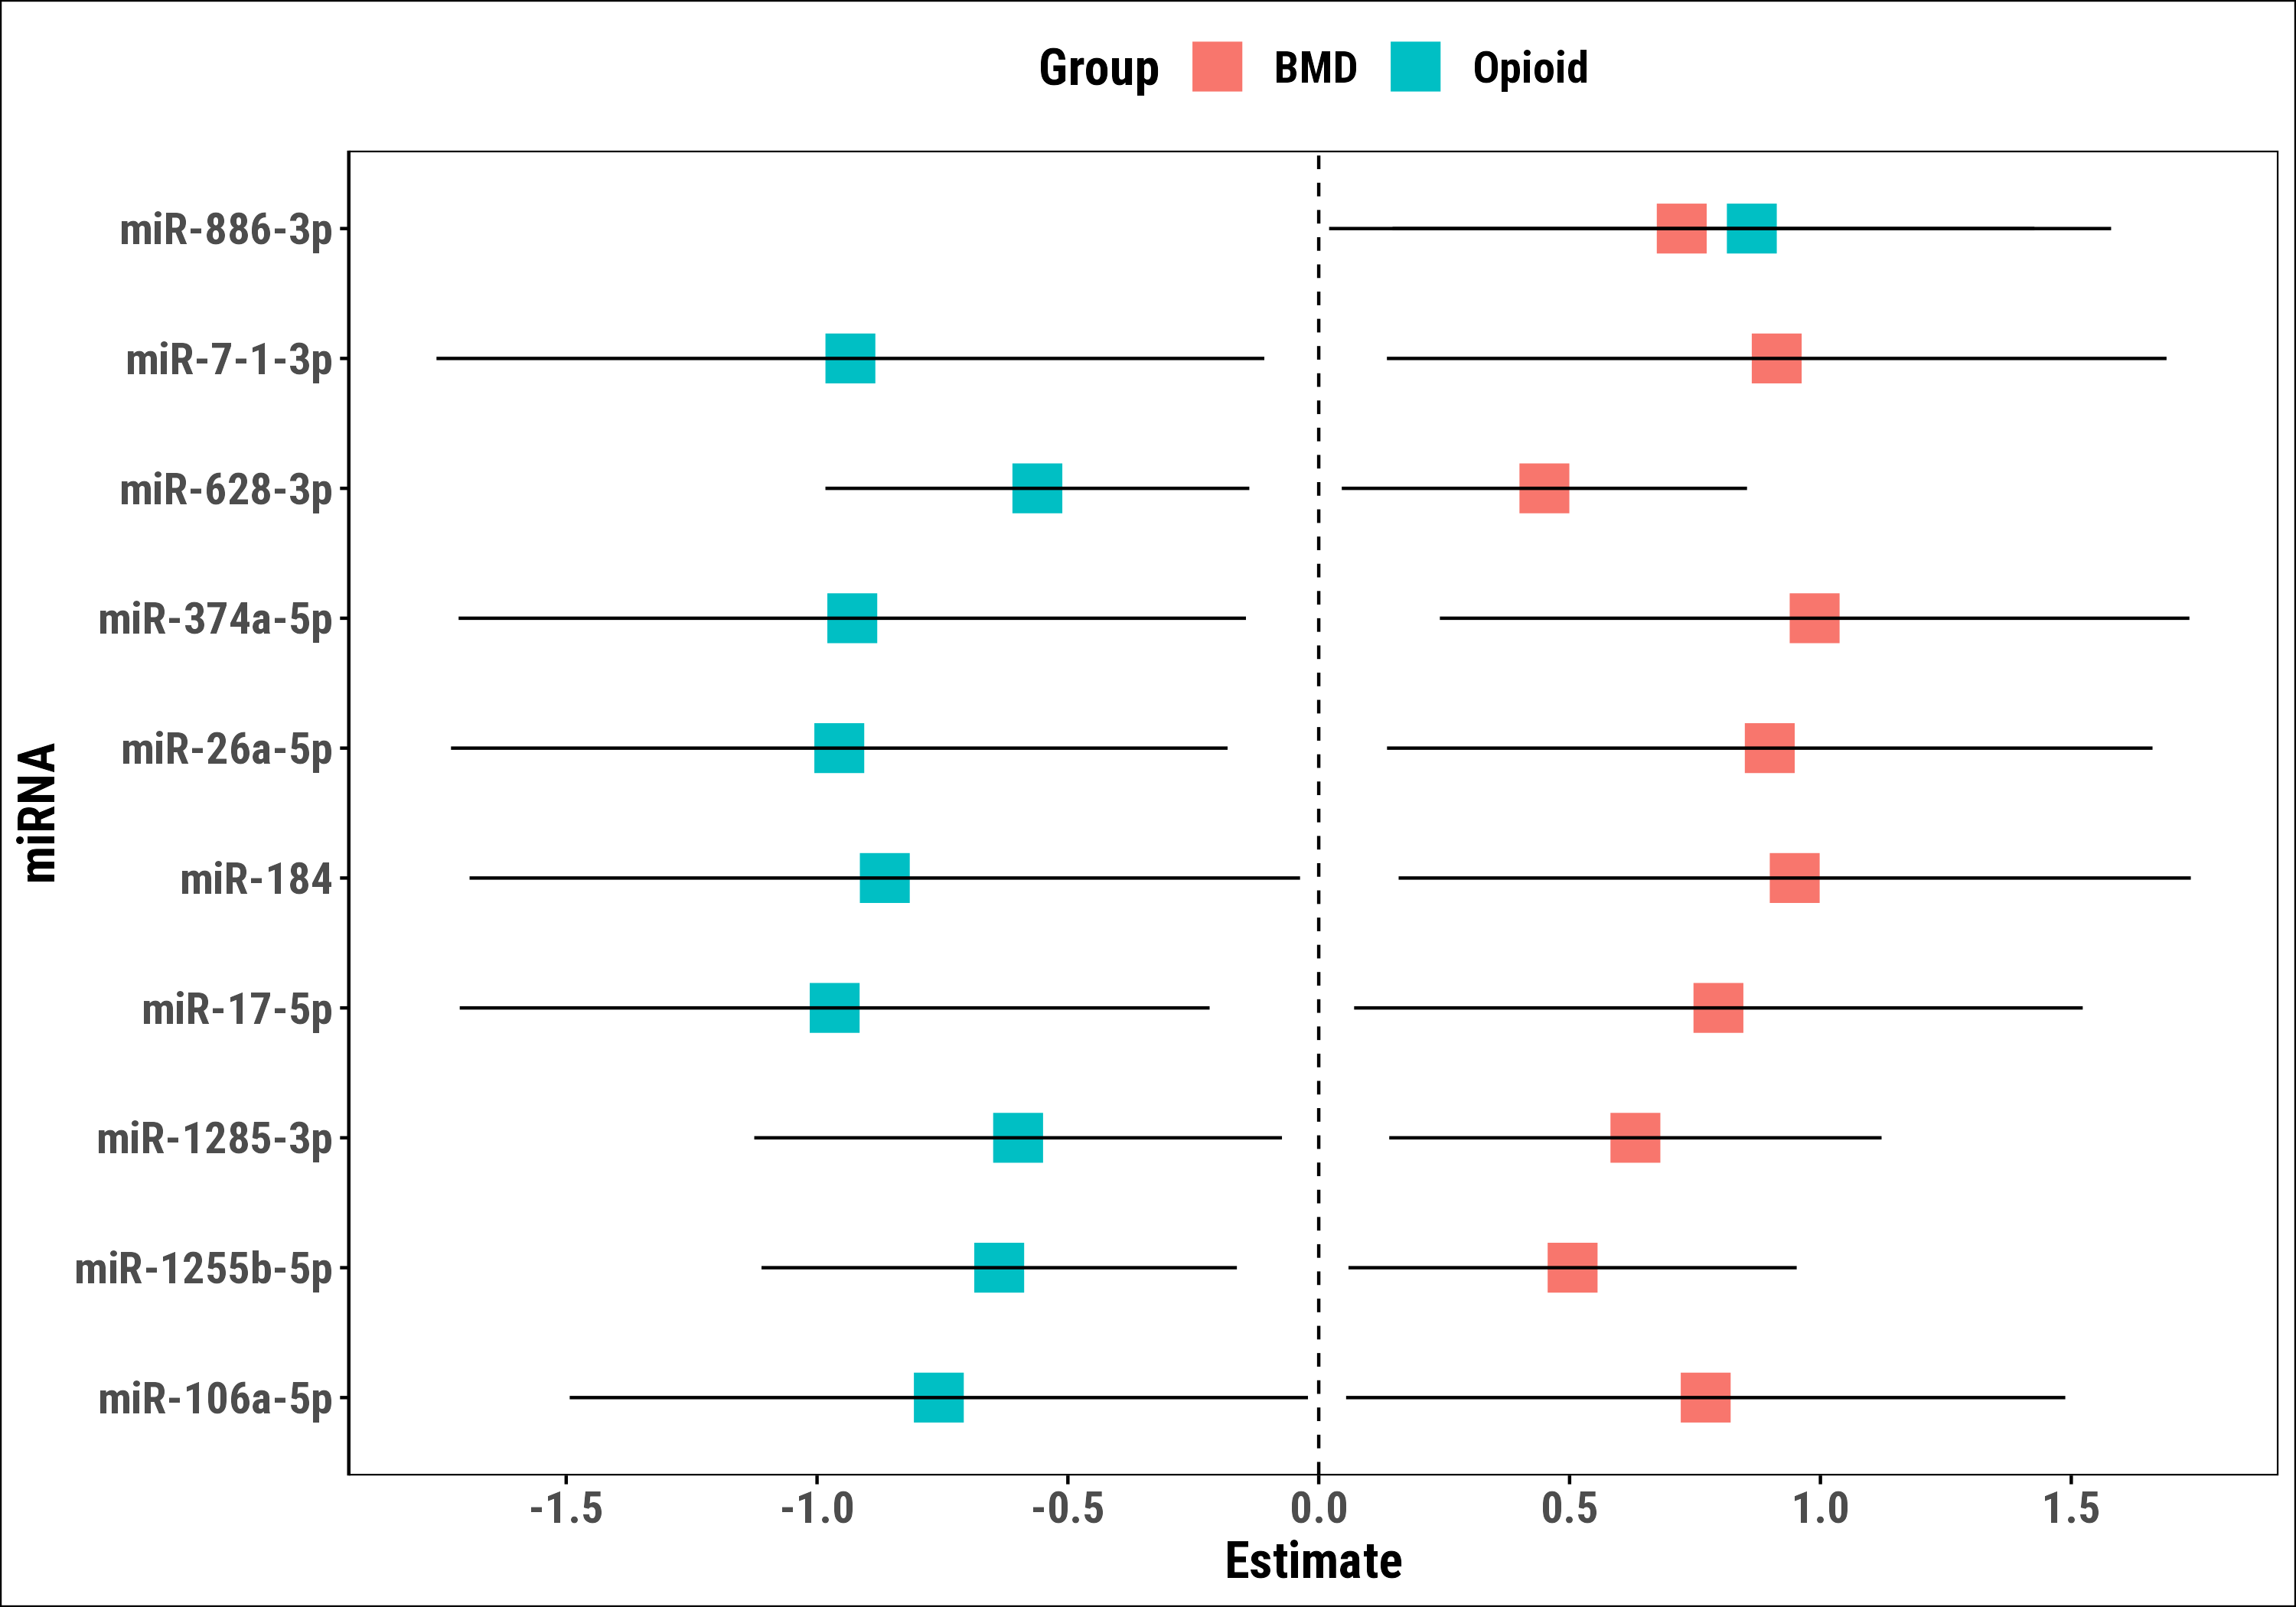 Group BMD Opioid
miR-886-3p
miR-7-1-3p
miR-628-3p
miR-374a-5p
miR-26a-5p
miR-184
miR-17-5p
miR-1285-3p
miR-1255b-5p
miR-106a-5p
miRNA
-1.5 -1.0 -0.5 0.0 0.5 1.0 1.5
Estimate